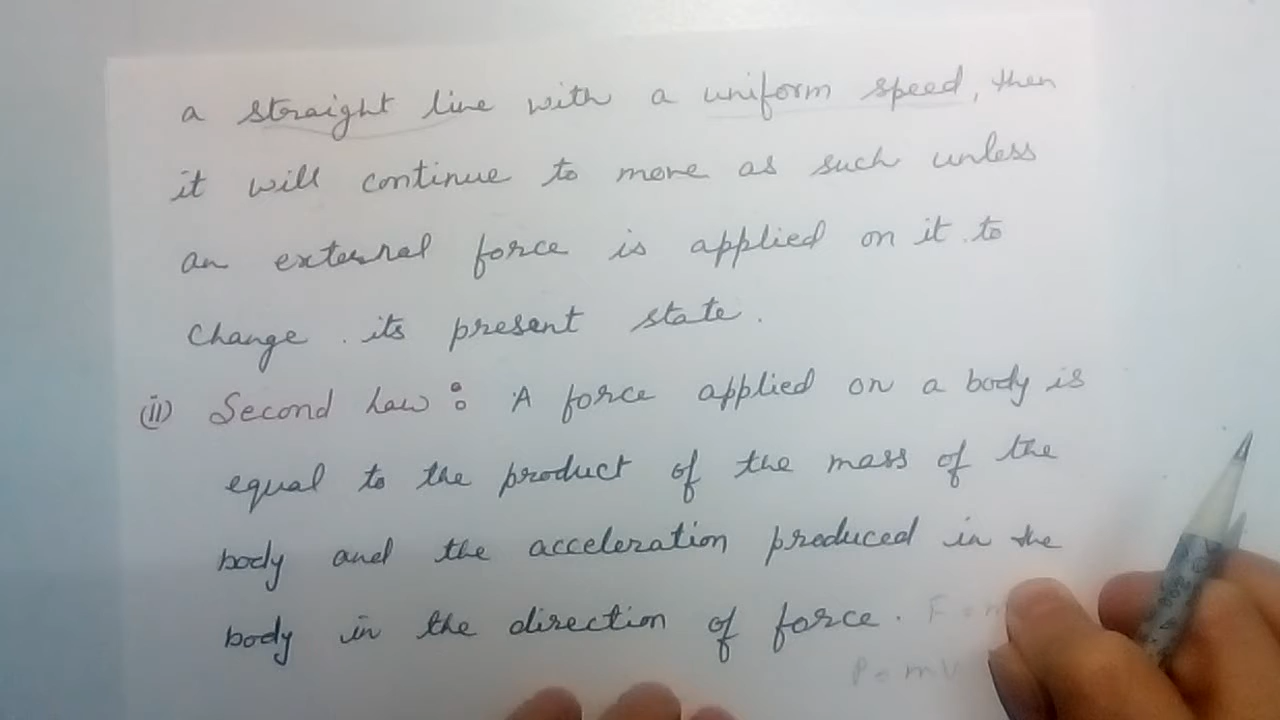 a straight line with a uniform speed, then
it will continue to move as such unless
an external force is applied on it to
change its present state.
(ii) Second Law : A force applied on a body is
equal to the product of the mass of the
body and the acceleration produced in the
body in the direction of force. F = m
P = mv